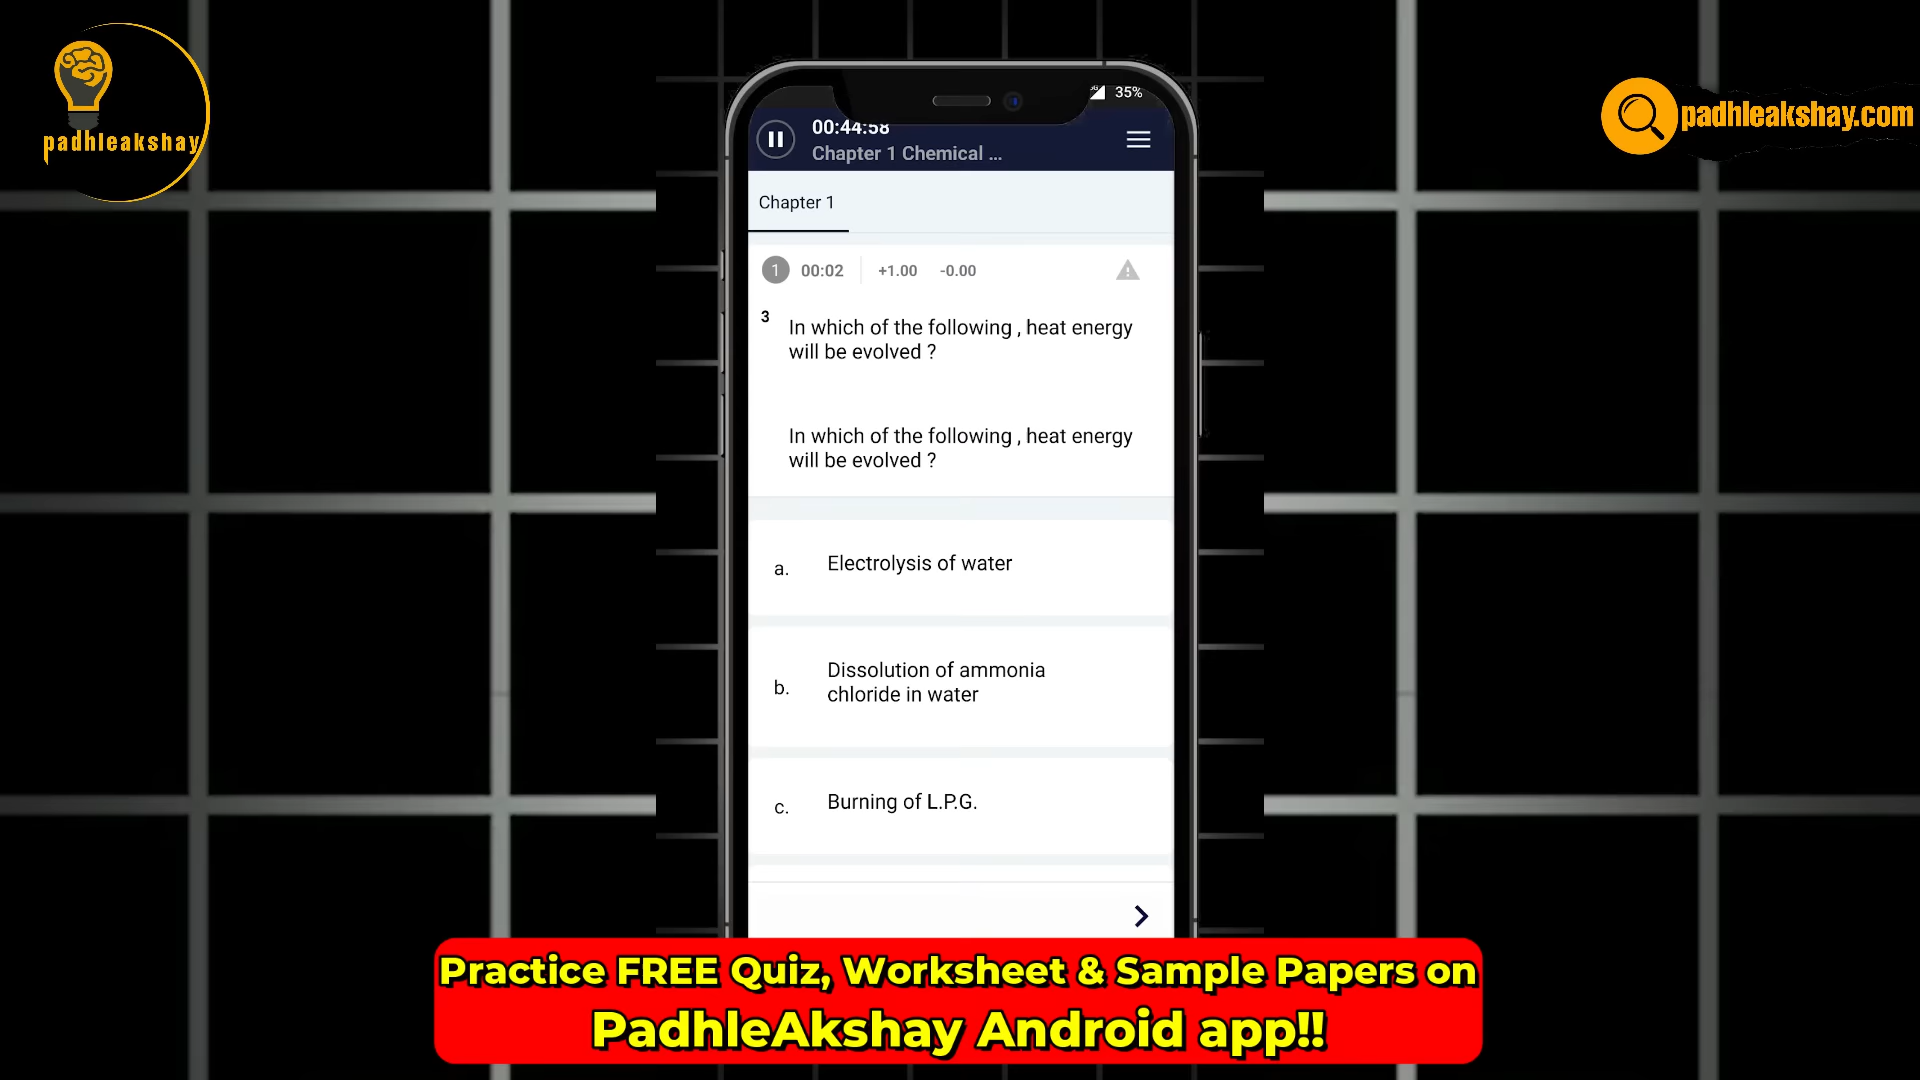 padhleakshay
padhleakshay.com
35%
00:44:58
Chapter 1 Chemical ...
Chapter 1
1 00:02 +1.00 -0.00
3 In which of the following , heat energy
will be evolved ?
In which of the following , heat energy
will be evolved ?
a. Electrolysis of water
b. Dissolution of ammonia
chloride in water
c. Burning of L.P.G.
Practice FREE Quiz, Worksheet & Sample Papers on
PadhleAkshay Android app!!